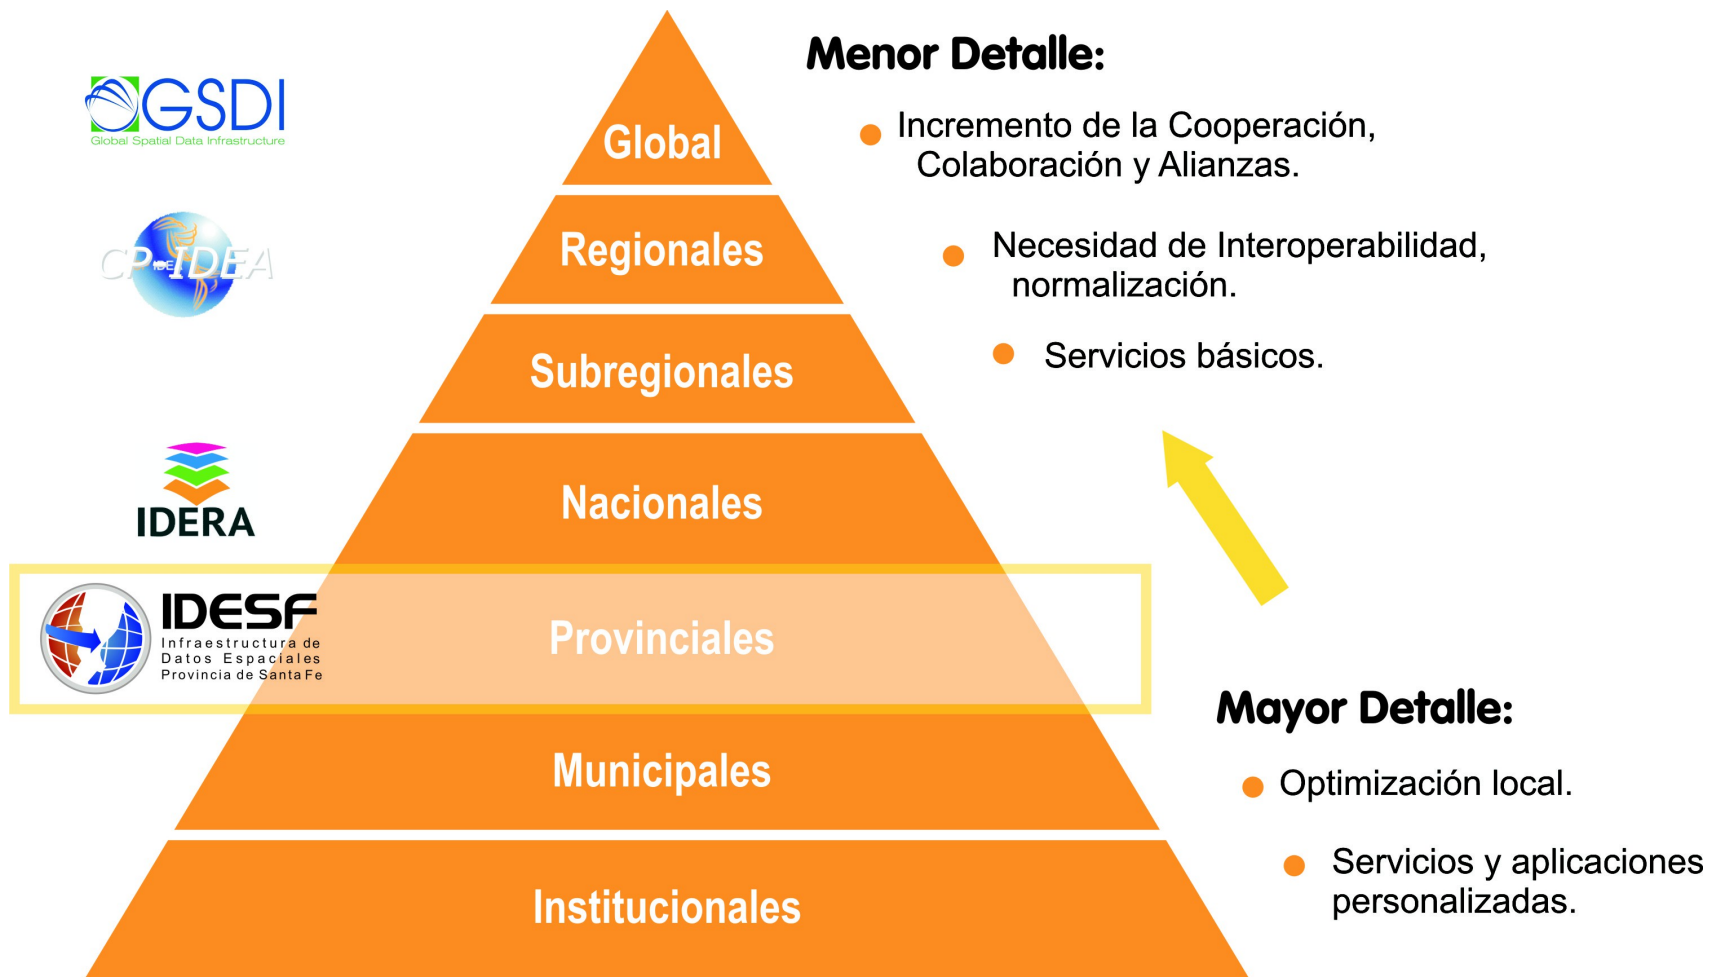 GSDI
Global Spatial Data Infrastructure
CP-IDEA
IDERA
IDESF
Infraestructura de
Datos Espaciales
Provincia de Santa Fe
Global
Regionales
Subregionales
Nacionales
Provinciales
Municipales
Institucionales
Menor Detalle:
Incremento de la Cooperación,
Colaboración y Alianzas.
Necesidad de Interoperabilidad,
normalización.
Servicios básicos.
Mayor Detalle:
Optimización local.
Servicios y aplicaciones
personalizadas.